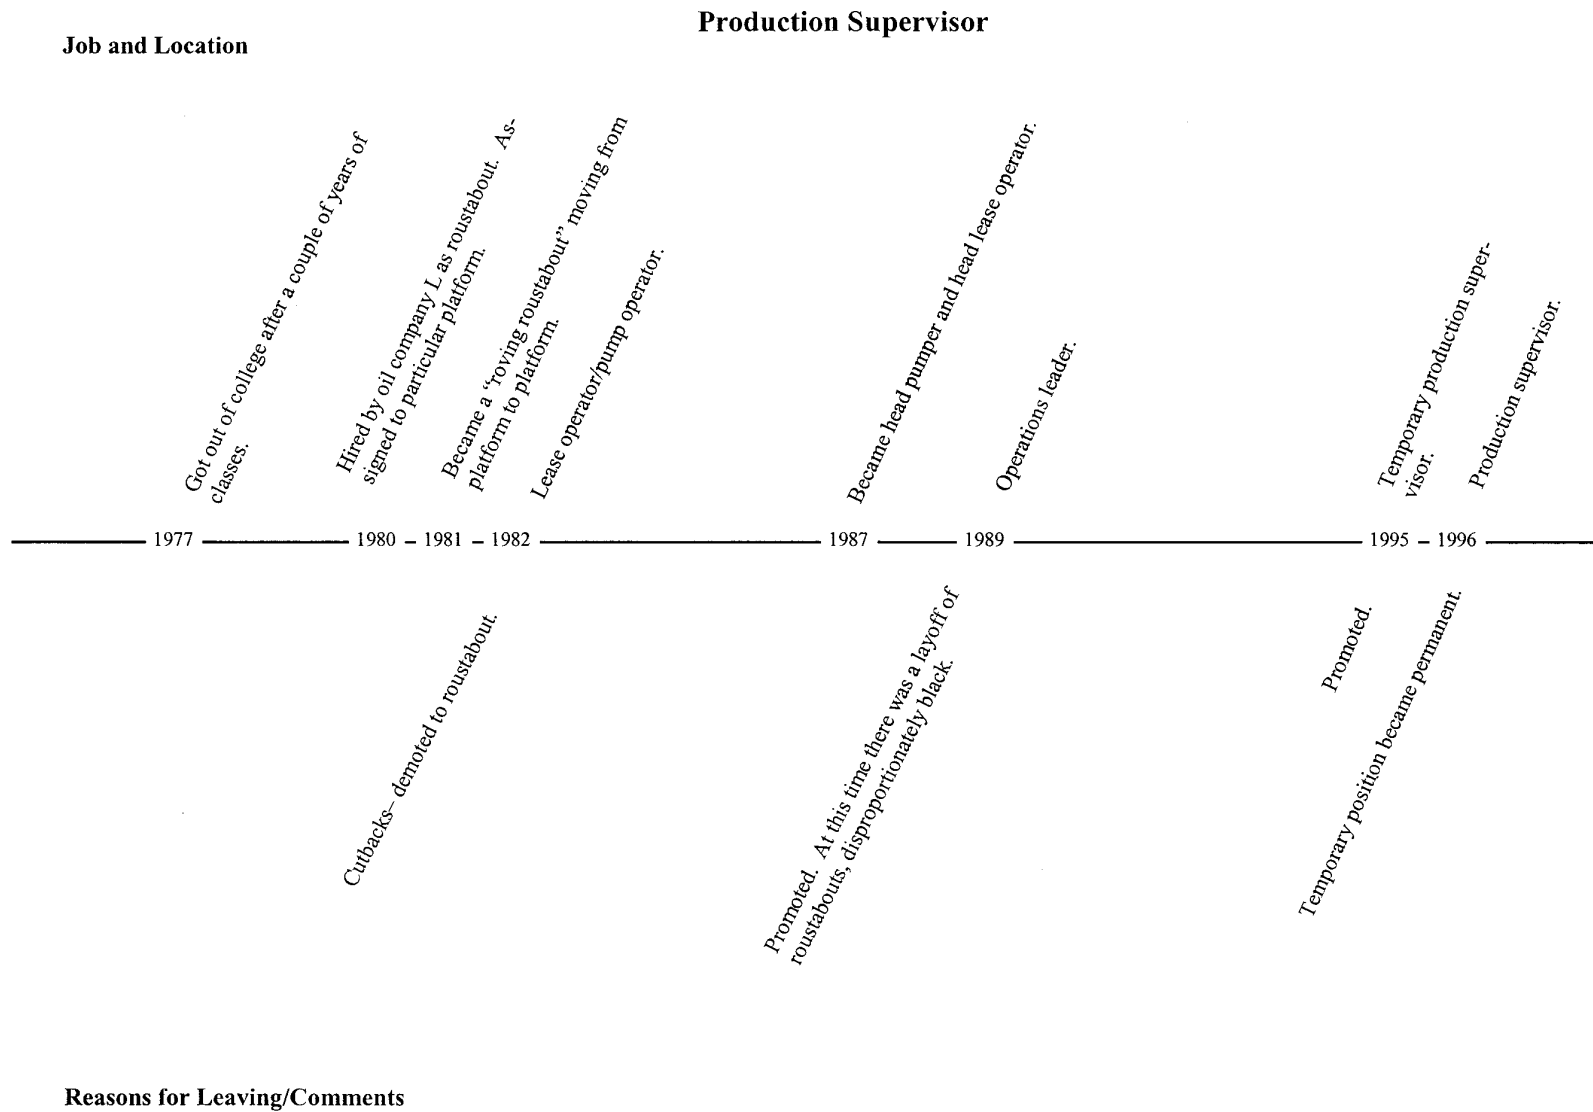 Production Supervisor
Job and Location
Got out of college after a couple of years of
classes.
Hired by oil company L as roustabout. As-
signed to particular platform.
Became a “roving roustabout” moving from
platform to platform.
Lease operator/pump operator.
Became head pumper and head lease operator.
Operations leader.
Temporary production super-
visor.
Production supervisor.
1977
1980
1981
1982
1987
1989
1995
1996
Cutbacks– demoted to roustabout.
Promoted. At this time there was a layoff of
roustabouts, disproportionately black.
Promoted.
Temporary position became permanent.
Reasons for Leaving/Comments